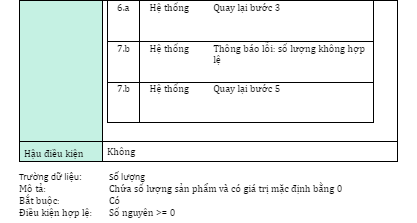 6.a Hệ thống Quay lại bước 3
7.b Hệ thống Thông báo lỗi: số lượng không hợp
lệ
7.b Hệ thống Quay lại bước 5
Hậu điều kiện Không
Trường dữ liệu: Số lượng
Mô tả: Chứa số lượng sản phẩm và có giá trị mặc định bằng 0
Bắt buộc: Có
Điều kiện hợp lệ: Số nguyên >= 0